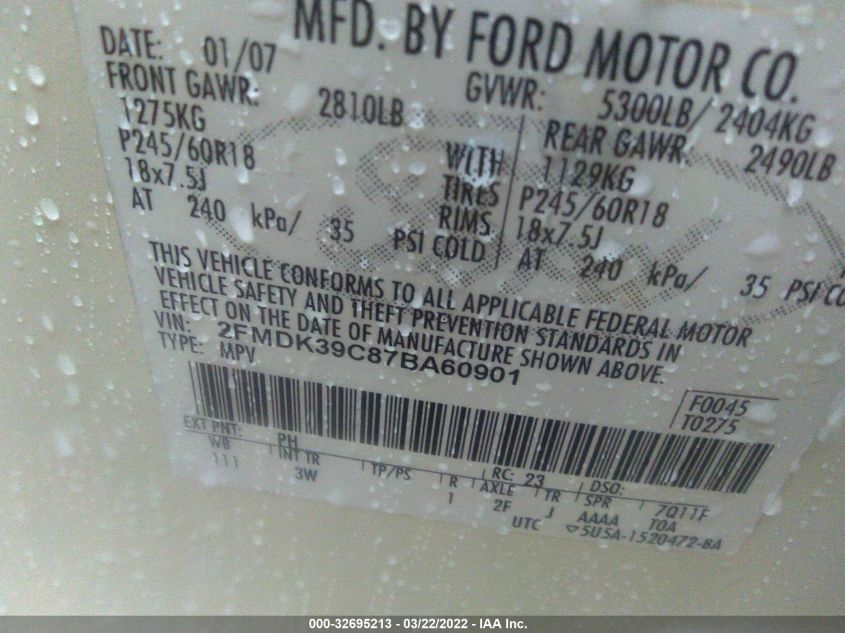 MFD. BY FORD MOTOR CO.
DATE: 01/07 GVWR: 5300LB/ 2404KG
FRONT GAWR: 2810LB REAR GAWR: 2490LB
1275KG WITH 1129KG
P245/60R18 TIRES P245/60R18
18x7.5J RIMS 18x7.5J
AT 240 kPa/ 35 PSI COLD AT 240 kPa/ 35 PSI CO
THIS VEHICLE CONFORMS TO ALL APPLICABLE FEDERAL MOTOR
VEHICLE SAFETY AND THEFT PREVENTION STANDARDS IN
EFFECT ON THE DATE OF MANUFACTURE SHOWN ABOVE.
VIN: 2FMDK39C87BA60901
TYPE: MPV
F0045
T0275
EXT PNT: PH RC: 23 DSO:
WB INT TR TP/PS R AXLE TR SPR 7Q11F
111 3W 1 2F J AAAA TOA
UTC ▽5U5A-1520472-BA
000-32695213 - 03/22/2022 - IAA Inc.